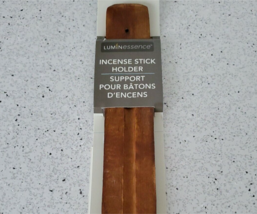 LUMINessence
INCENSE STICK
HOLDER
SUPPORT
POUR BÂTONS
D'ENCENS